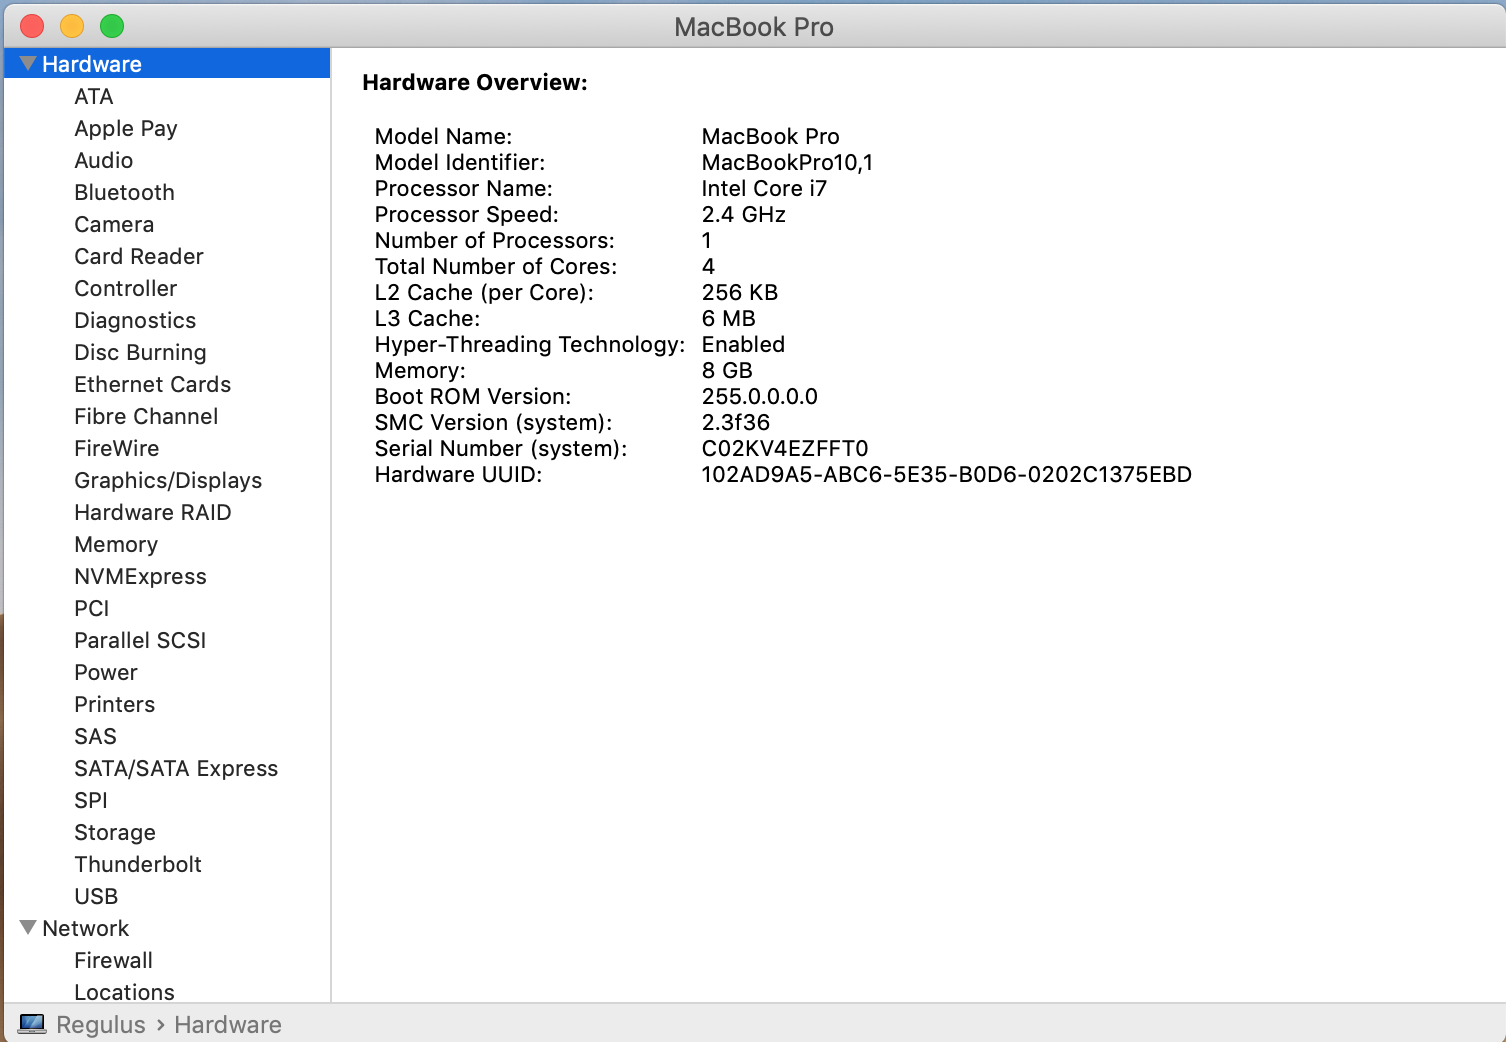 MacBook Pro
Hardware
ATA
Apple Pay
Audio
Bluetooth
Camera
Card Reader
Controller
Diagnostics
Disc Burning
Ethernet Cards
Fibre Channel
FireWire
Graphics/Displays
Hardware RAID
Memory
NVMExpress
PCI
Parallel SCSI
Power
Printers
SAS
SATA/SATA Express
SPI
Storage
Thunderbolt
USB
Network
Firewall
Locations
Hardware Overview:
Model Name: MacBook Pro
Model Identifier: MacBookPro10,1
Processor Name: Intel Core i7
Processor Speed: 2.4 GHz
Number of Processors: 1
Total Number of Cores: 4
L2 Cache (per Core): 256 KB
L3 Cache: 6 MB
Hyper-Threading Technology: Enabled
Memory: 8 GB
Boot ROM Version: 255.0.0.0.0
SMC Version (system): 2.3f36
Serial Number (system): C02KV4EZFFT0
Hardware UUID: 102AD9A5-ABC6-5E35-B0D6-0202C1375EBD
Regulus › Hardware